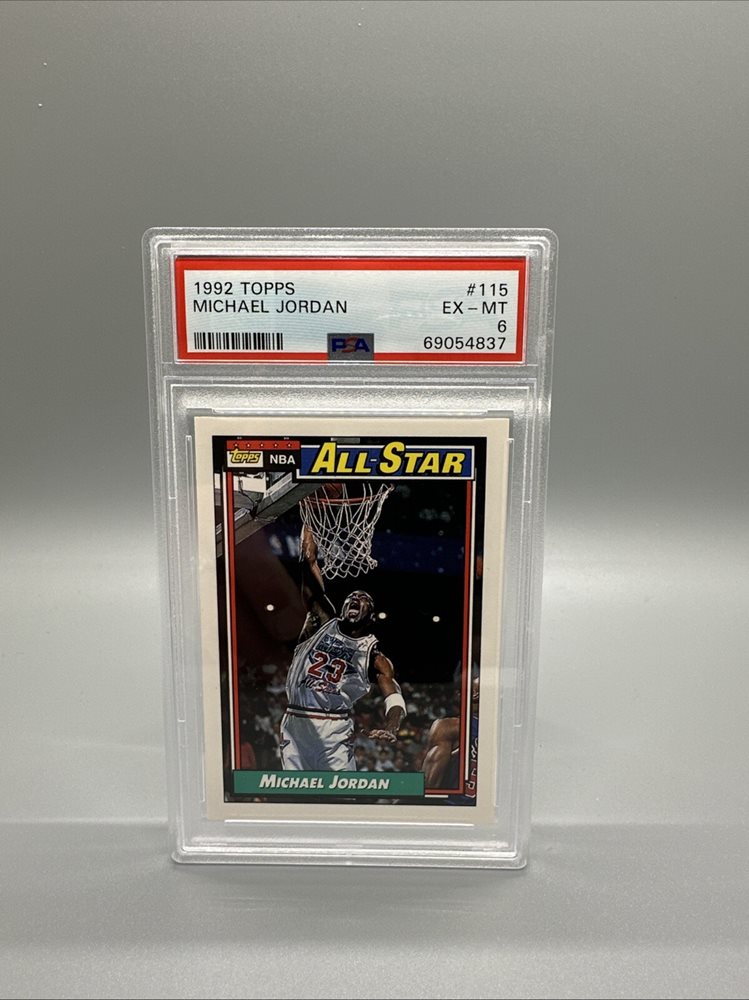 1992 TOPPS #115
MICHAEL JORDAN EX - MT
6
PSA 69054837
Topps NBA ALL-STAR
23
MICHAEL JORDAN